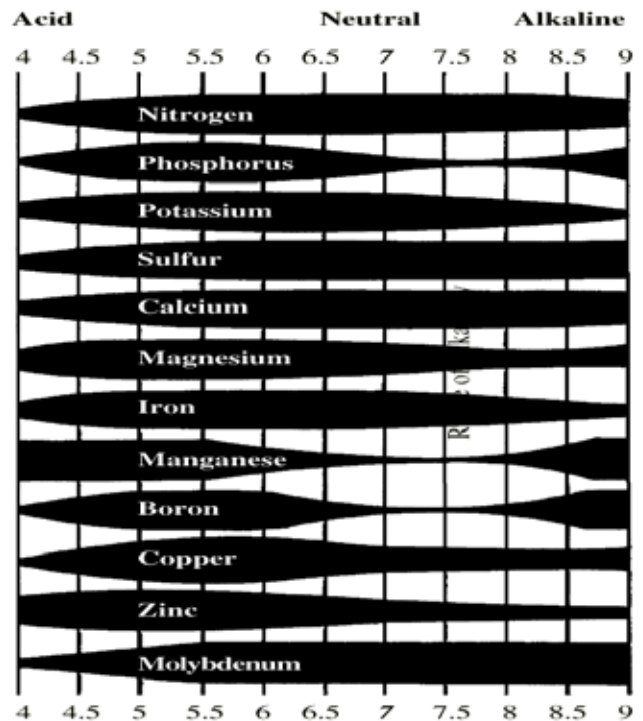 Acid Neutral Alkaline
4 4.5 5 5.5 6 6.5 7 7.5 8 8.5 9
Nitrogen
Phosphorus
Potassium
Sulfur
Calcium
Magnesium
Iron
Manganese
Boron
Copper
Zinc
Molybdenum
4 4.5 5 5.5 6 6.5 7 7.5 8 8.5 9